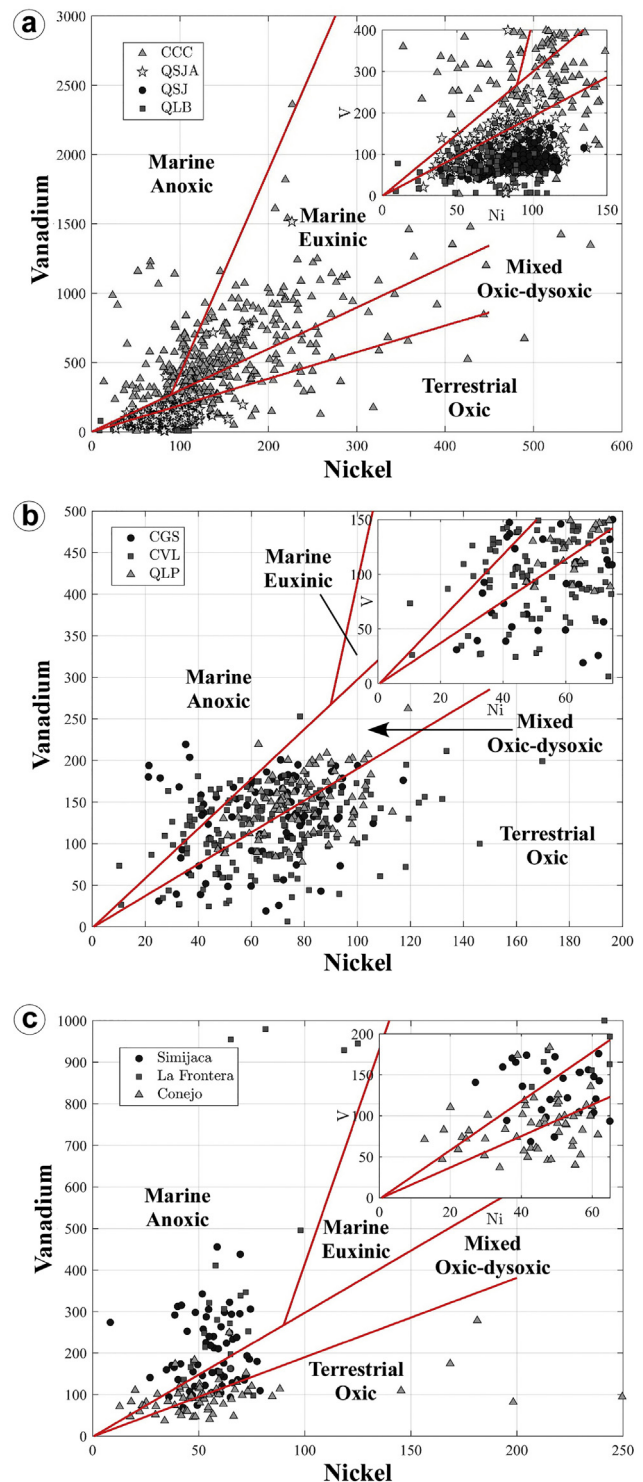 a
3000
2500
2000
1500
1000
500
0
Vanadium
CCC
QSJA
QSJ
QLB
Marine
Anoxic
Marine
Euxinic
Mixed
Oxic-dysoxic
Terrestrial
Oxic
400
300
200
100
0
V
0 50 100 150
Ni
0 100 200 300 400 500 600
Nickel
b
500
450
400
350
300
250
200
150
100
50
0
Vanadium
CGS
CVL
QLP
Marine
Euxinic
Marine
Anoxic
Mixed
Oxic-dysoxic
Terrestrial
Oxic
150
100
50
0
V
0 20 40 60
Ni
0 20 40 60 80 100 120 140 160 180 200
Nickel
c
1000
900
800
700
600
500
400
300
200
100
0
Vanadium
Simijaca
La Frontera
Conejo
Marine
Anoxic
Marine
Euxinic
Mixed
Oxic-dysoxic
Terrestrial
Oxic
200
150
100
50
0
V
0 20 40 60
Ni
0 50 100 150 200 250
Nickel